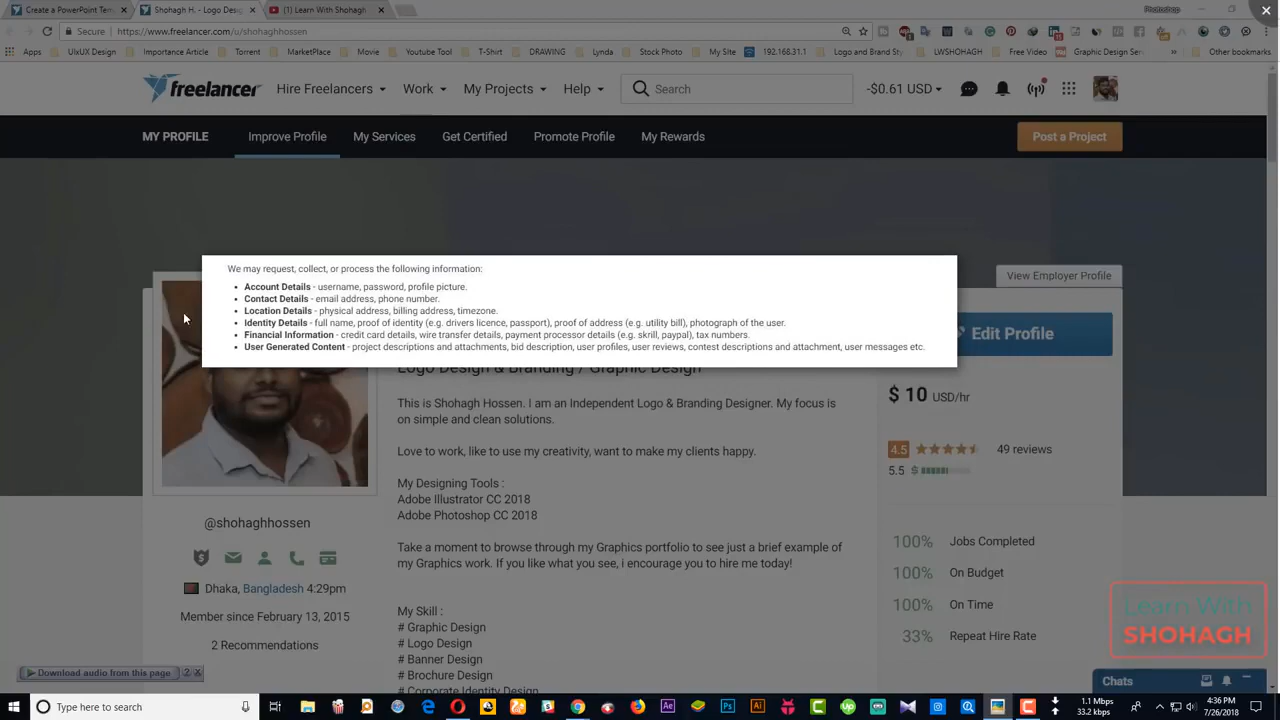 Create a PowerPoint Tem
Shohagh H. - Logo Desig
(1) Learn With Shohagh
Photoshop
Secure
https://www.freelancer.com/u/shohaghhossen
Apps
UIxUX Design
Importance Article
Torrent
MarketPlace
Movies
Youtube Tool
T-Shirt
DRAWING
Lynda
Stock Photo
My Site
192.168.31.1
Logo and Brand Sty
LWSHOHAGH
Free Video
Graphic Design Serv
Other bookmarks
freelancer
Hire Freelancers
Work
My Projects
Help
Search
-$0.61 USD
MY PROFILE
Improve Profile
My Services
Get Certified
Promote Profile
My Rewards
Post a Project
View Employer Profile
We may request, collect, or process the following information:
• Account Details - username, password, profile picture.
• Contact Details - email address, phone number.
• Location Details - physical address, billing address, timezone.
• Identity Details - full name, proof of identity (e.g. drivers licence, passport), proof of address (e.g. utility bill), photograph of the user.
• Financial Information - credit card details, wire transfer details, payment processor details (e.g. skrill, paypal), tax numbers.
• User Generated Content - project descriptions and attachments, bid description, user profiles, user reviews, contest descriptions and attachment, user messages etc.
Edit Profile
Logo Design & Branding / Graphic Design
This is Shohagh Hossen. I am an Independent Logo & Branding Designer. My focus is
on simple and clean solutions.
Love to work, like to use my creativity, want to make my clients happy.
My Designing Tools :
Adobe Illustrator CC 2018
Adobe Photoshop CC 2018
Take a moment to browse through my Graphics portfolio to see just a brief example of
my Graphics work. If you like what you see, i encourage you to hire me today!
My Skill :
# Graphic Design
# Logo Design
# Banner Design
# Brochure Design
# Corporate Identity Design
$ 10 USD/hr
4.5
49 reviews
5.5
100% Jobs Completed
100% On Budget
100% On Time
33% Repeat Hire Rate
@shohaghhossen
Dhaka, Bangladesh 4:29pm
Member since February 13, 2015
2 Recommendations
Learn With
SHOHAGH
Download audio from this page
Chats
Type here to search
1.1 Mbps
33.2 kbps
4:36 PM
7/26/2018